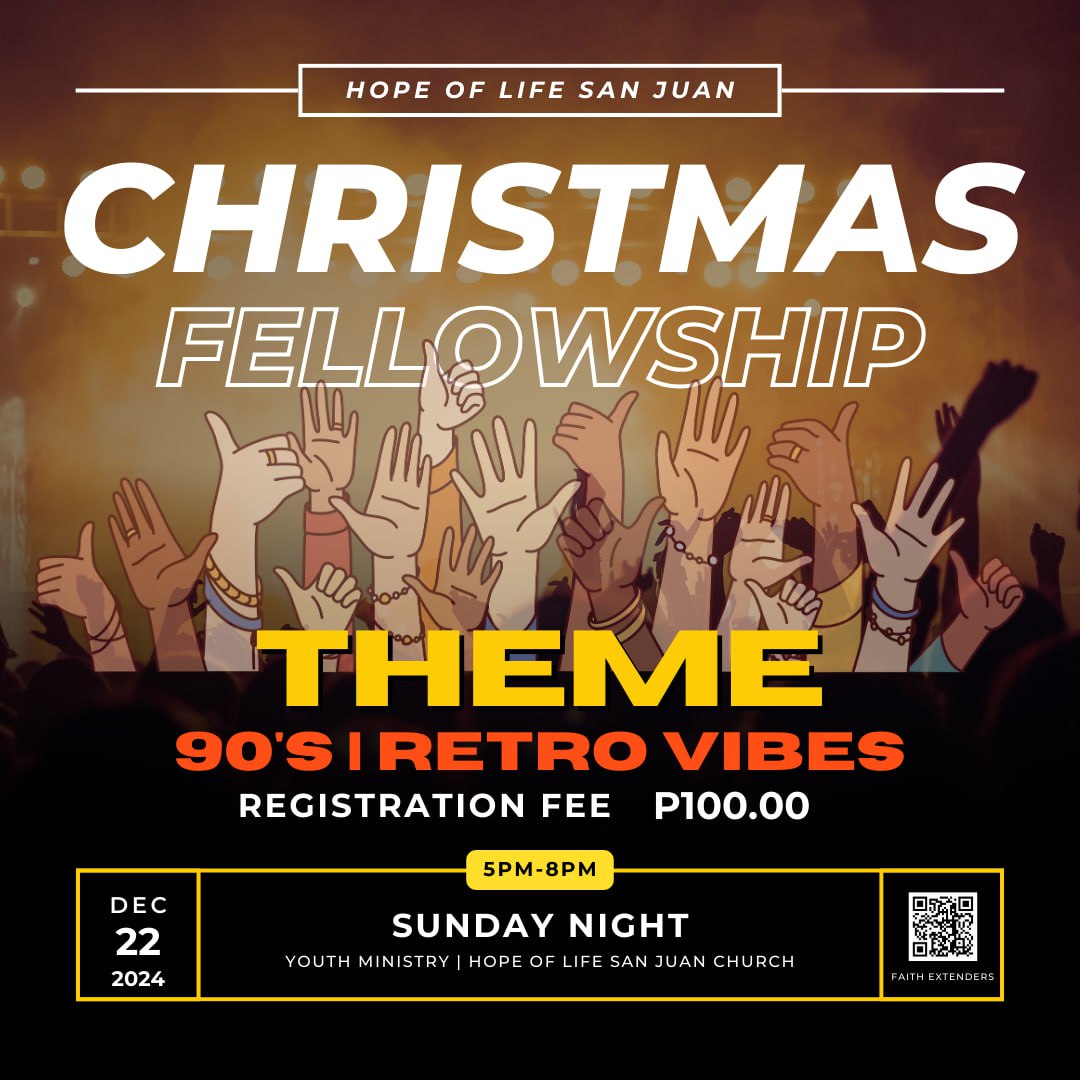 HOPE OF LIFE SAN JUAN
CHRISTMAS
FELLOWSHIP
THEME
90'S | RETRO VIBES
REGISTRATION FEE P100.00
5PM-8PM
DEC
22
2024
SUNDAY NIGHT
YOUTH MINISTRY | HOPE OF LIFE SAN JUAN CHURCH
FAITH EXTENDERS